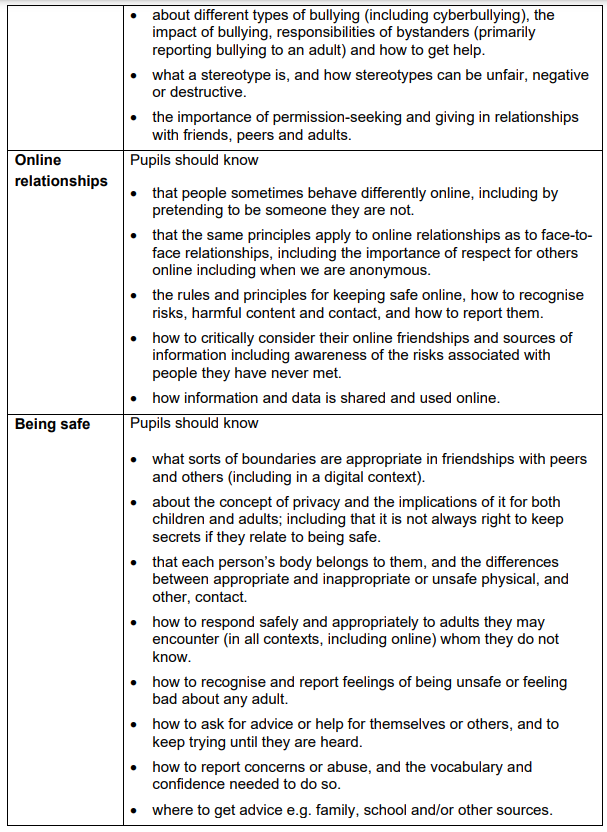 • about different types of bullying (including cyberbullying), the
impact of bullying, responsibilities of bystanders (primarily
reporting bullying to an adult) and how to get help.
• what a stereotype is, and how stereotypes can be unfair, negative
or destructive.
• the importance of permission-seeking and giving in relationships
with friends, peers and adults.
Online
relationships
Pupils should know
• that people sometimes behave differently online, including by
pretending to be someone they are not.
• that the same principles apply to online relationships as to face-to-
face relationships, including the importance of respect for others
online including when we are anonymous.
• the rules and principles for keeping safe online, how to recognise
risks, harmful content and contact, and how to report them.
• how to critically consider their online friendships and sources of
information including awareness of the risks associated with
people they have never met.
• how information and data is shared and used online.
Being safe
Pupils should know
• what sorts of boundaries are appropriate in friendships with peers
and others (including in a digital context).
• about the concept of privacy and the implications of it for both
children and adults; including that it is not always right to keep
secrets if they relate to being safe.
• that each person’s body belongs to them, and the differences
between appropriate and inappropriate or unsafe physical, and
other, contact.
• how to respond safely and appropriately to adults they may
encounter (in all contexts, including online) whom they do not
know.
• how to recognise and report feelings of being unsafe or feeling
bad about any adult.
• how to ask for advice or help for themselves or others, and to
keep trying until they are heard.
• how to report concerns or abuse, and the vocabulary and
confidence needed to do so.
• where to get advice e.g. family, school and/or other sources.